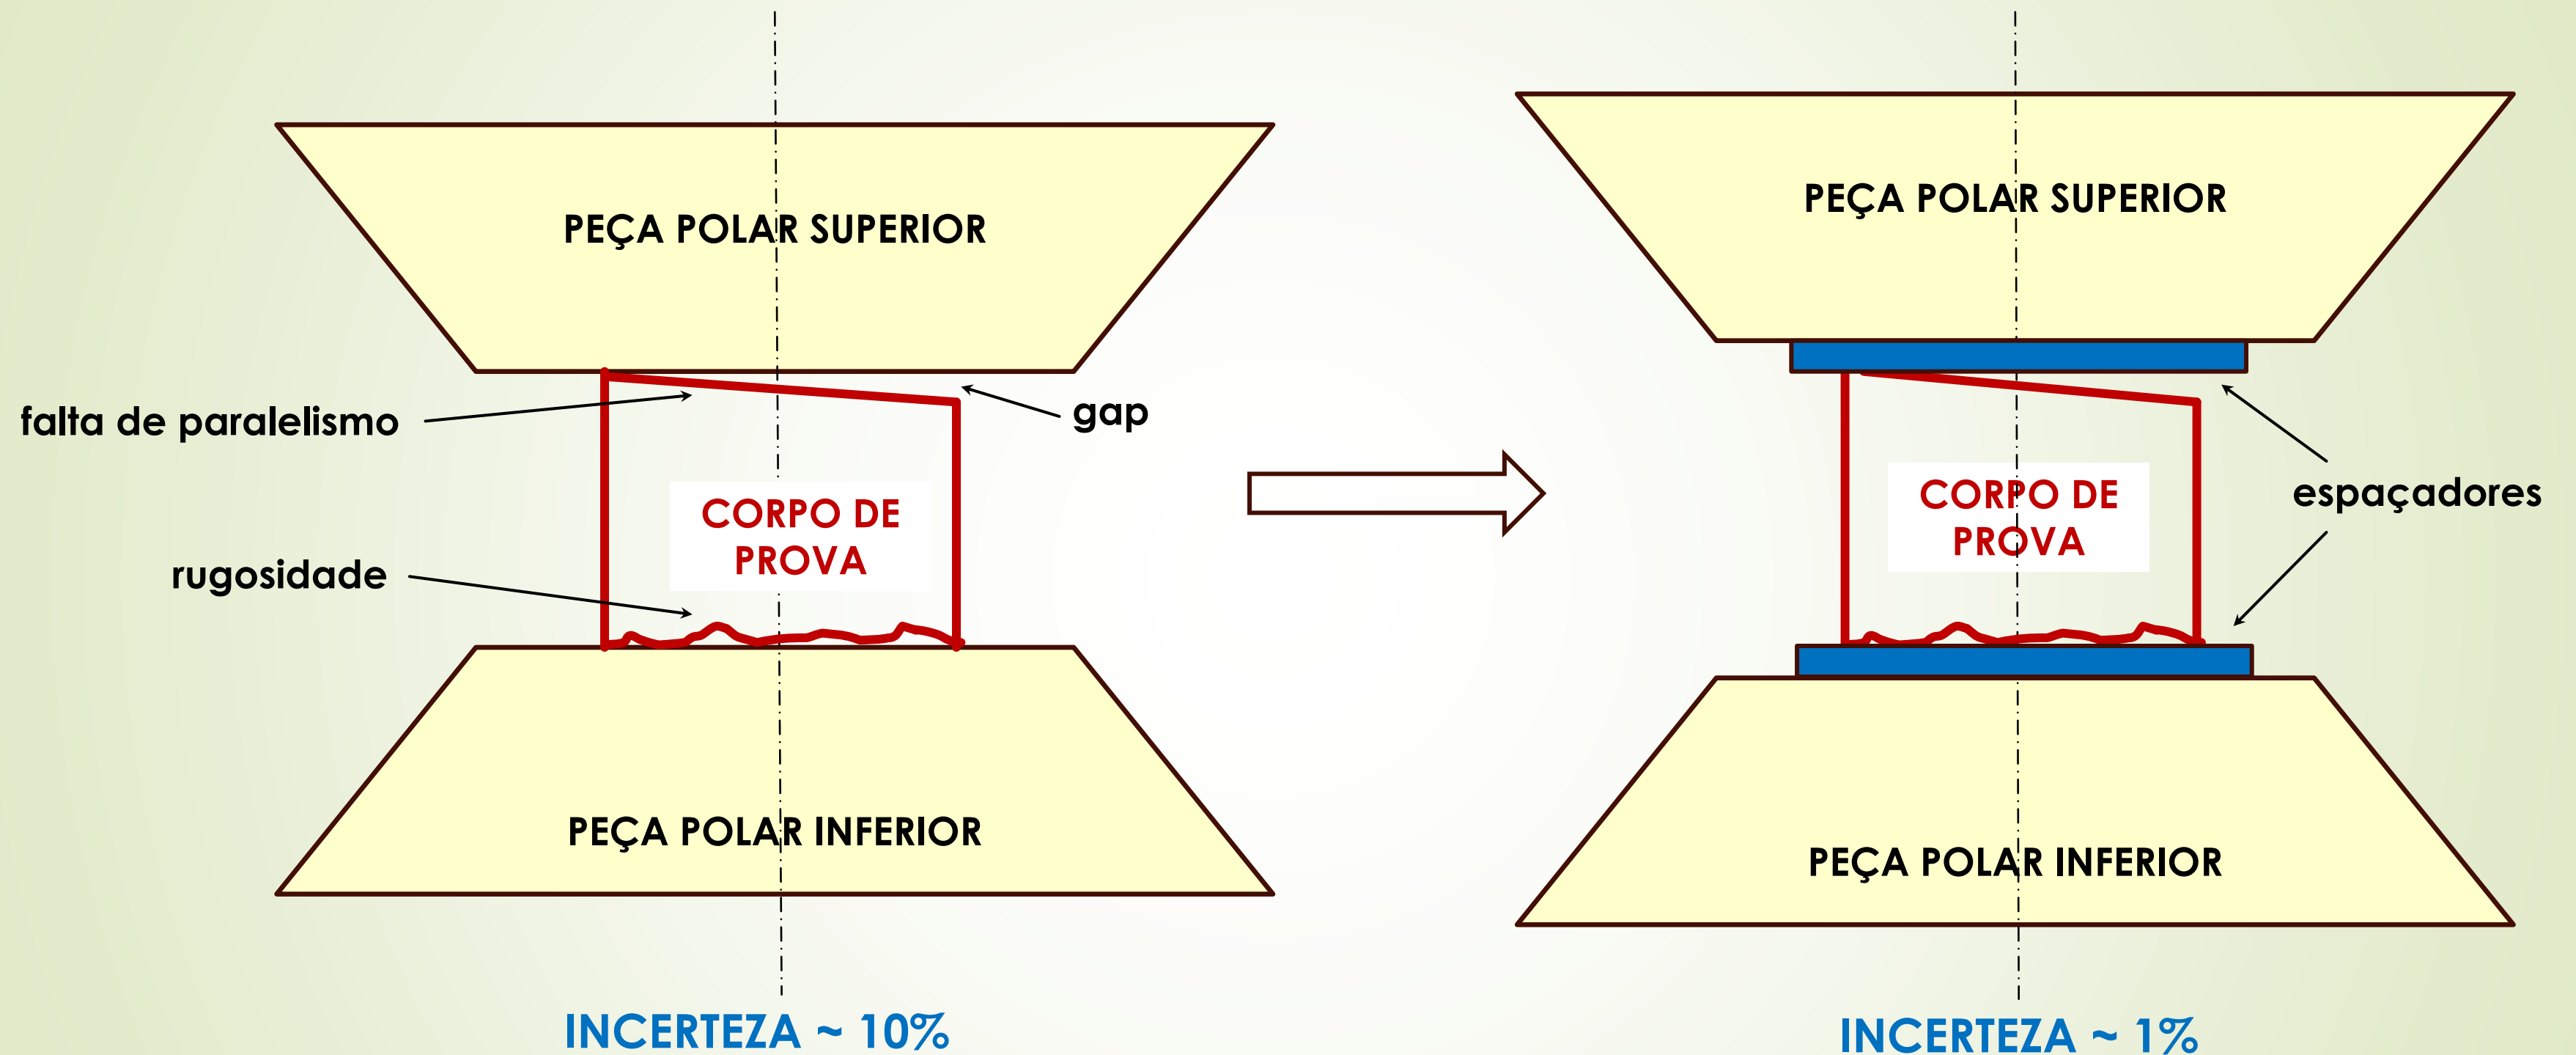 PEÇA POLAR SUPERIOR
falta de paralelismo
gap
CORPO DE
PROVA
rugosidade
PEÇA POLAR INFERIOR
INCERTEZA ~ 10%
PEÇA POLAR SUPERIOR
CORPO DE
PROVA
espaçadores
PEÇA POLAR INFERIOR
INCERTEZA ~ 1%